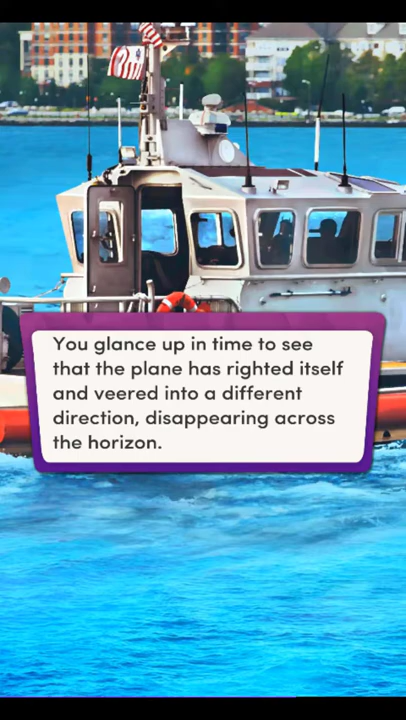 You glance up in time to see
that the plane has righted itself
and veered into a different
direction, disappearing across
the horizon.